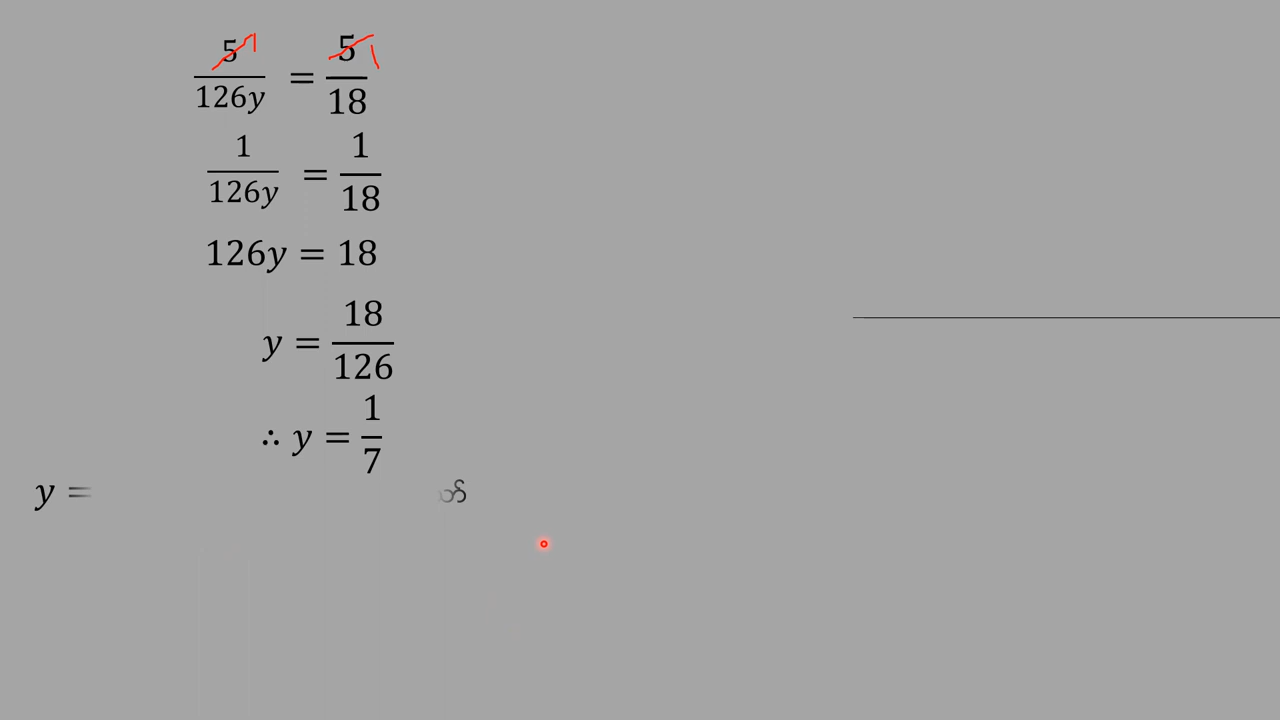 5/126y = 5/18
1/126y = 1/18
126y = 18
y = 18/126
∴ y = 1/7
y =